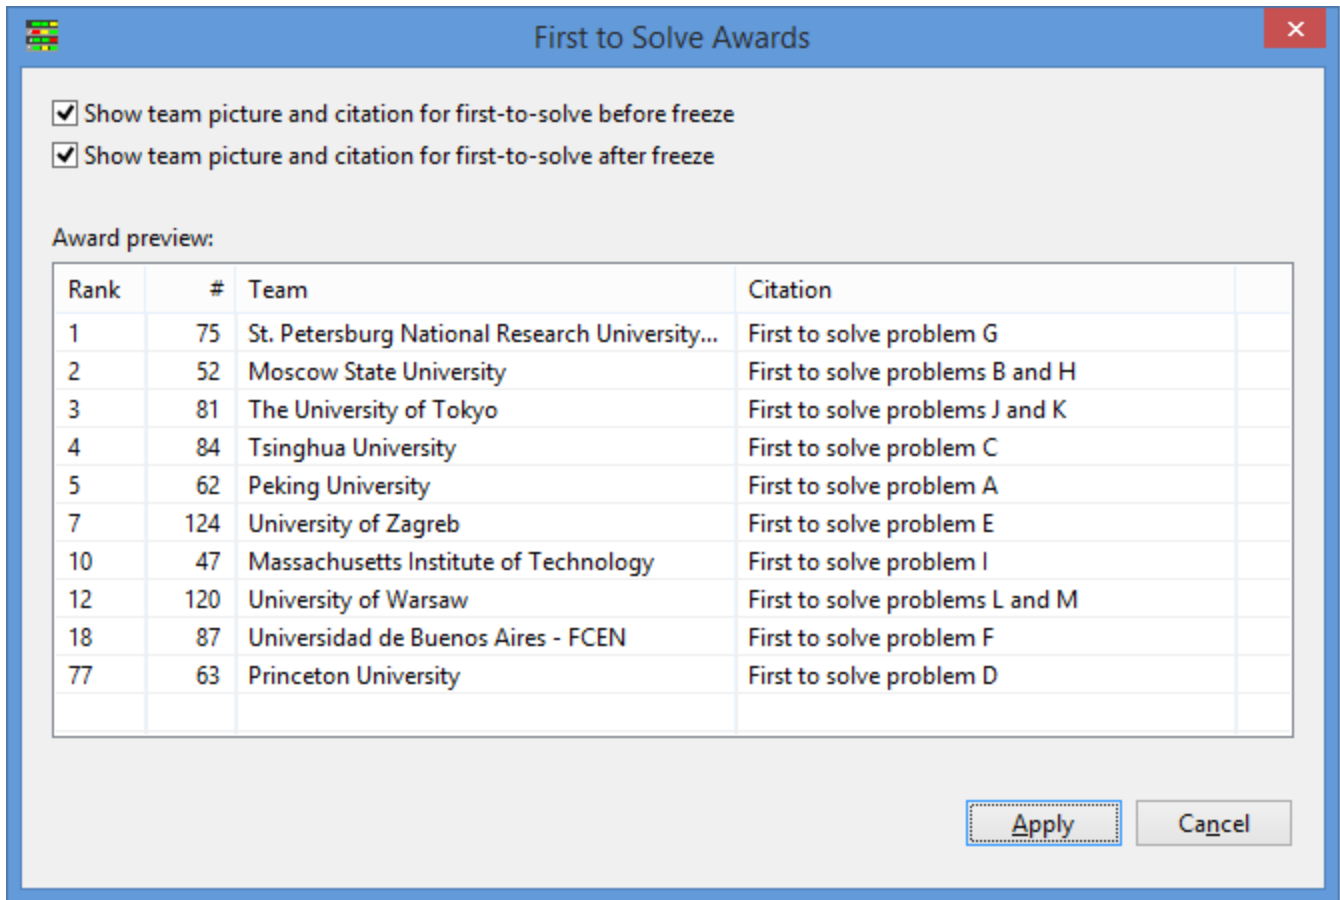 First to Solve Awards
Show team picture and citation for first-to-solve before freeze
Show team picture and citation for first-to-solve after freeze
Award preview:
Rank # Team Citation
1 75 St. Petersburg National Research University... First to solve problem G
2 52 Moscow State University First to solve problems B and H
3 81 The University of Tokyo First to solve problems J and K
4 84 Tsinghua University First to solve problem C
5 62 Peking University First to solve problem A
7 124 University of Zagreb First to solve problem E
10 47 Massachusetts Institute of Technology First to solve problem I
12 120 University of Warsaw First to solve problems L and M
18 87 Universidad de Buenos Aires - FCEN First to solve problem F
77 63 Princeton University First to solve problem D
Apply Cancel